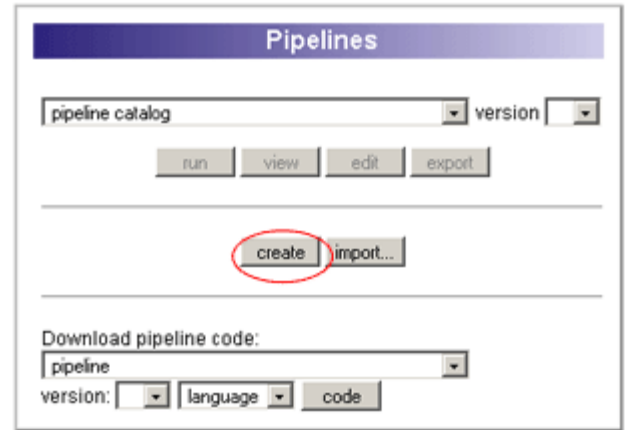 Pipelines
pipeline catalog version
run view edit export
create import...
Download pipeline code:
pipeline
version: language code